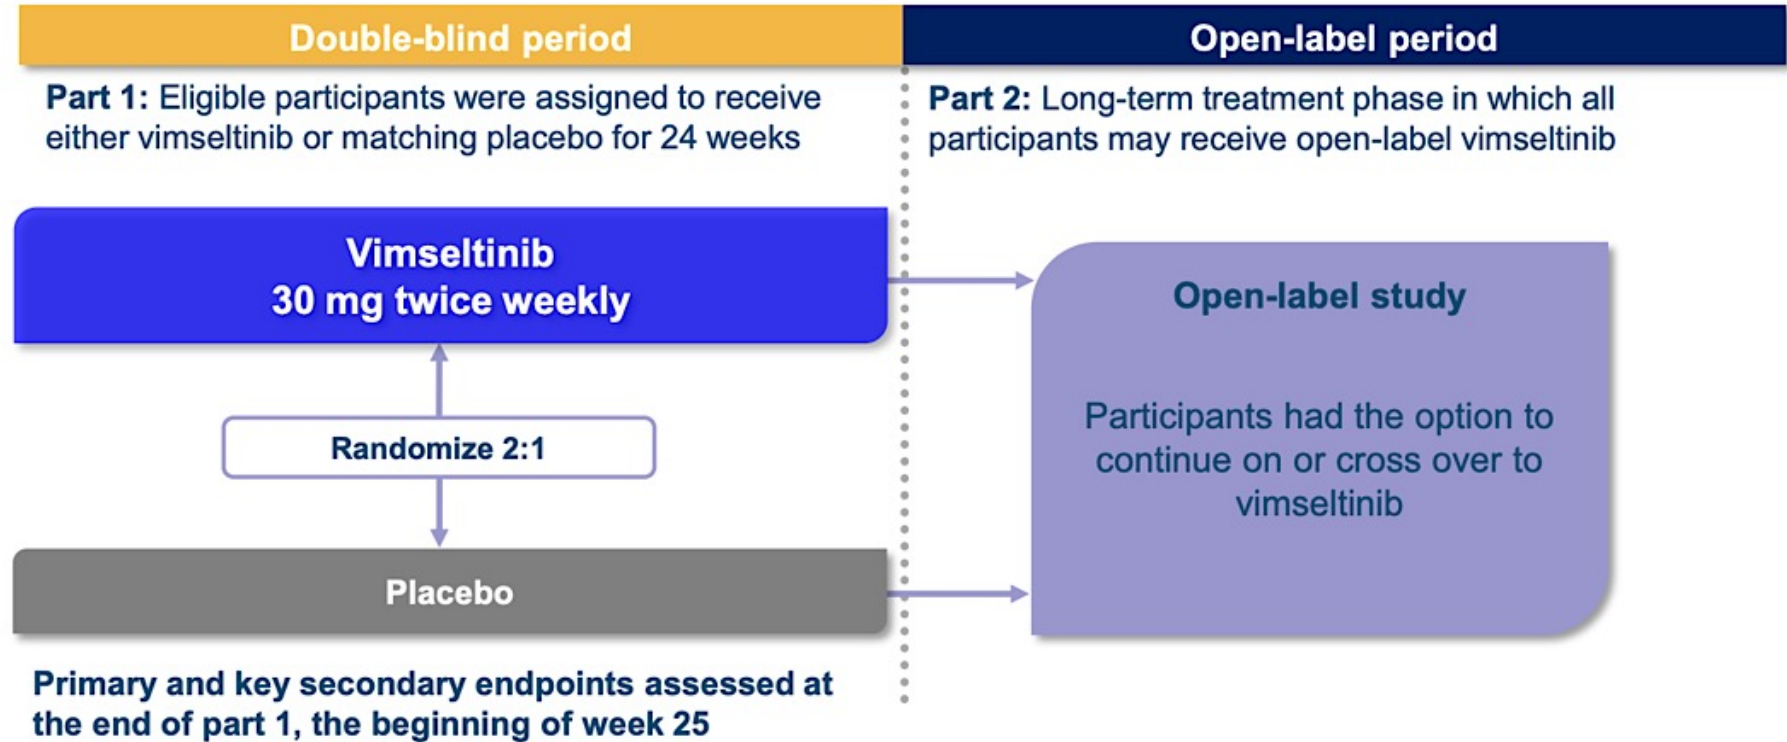 Double-blind period
Open-label period
Part 1: Eligible participants were assigned to receive
either vimseltinib or matching placebo for 24 weeks
Part 2: Long-term treatment phase in which all
participants may receive open-label vimseltinib
Vimseltinib
30 mg twice weekly
Randomize 2:1
Placebo
Primary and key secondary endpoints assessed at
the end of part 1, the beginning of week 25
Open-label study
Participants had the option to
continue on or cross over to
vimseltinib